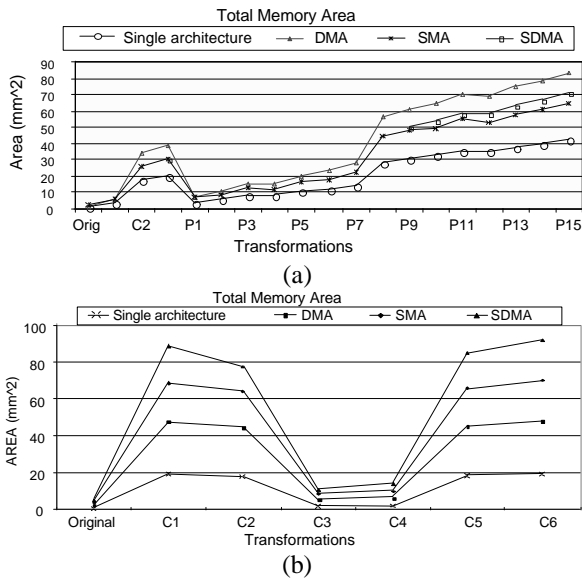 Total Memory Area
Single architecture DMA SMA SDMA
90
80
70
60
50
40
30
20
10
0
Area (mm^2)
Orig C2 P1 P3 P5 P7 P9 P11 P13 P15
Transformations
(a)
Total Memory Area
Single architecture DMA SMA SDMA
100
80
60
40
20
0
AREA (mm^2)
Original C1 C2 C3 C4 C5 C6
Transformations
(b)